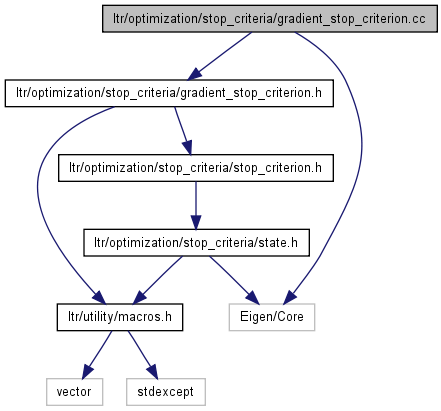 ltr/optimization/stop_criteria/gradient_stop_criterion.cc
ltr/optimization/stop_criteria/gradient_stop_criterion.h
ltr/optimization/stop_criteria/stop_criterion.h
ltr/optimization/stop_criteria/state.h
ltr/utility/macros.h
Eigen/Core
vector
stdexcept